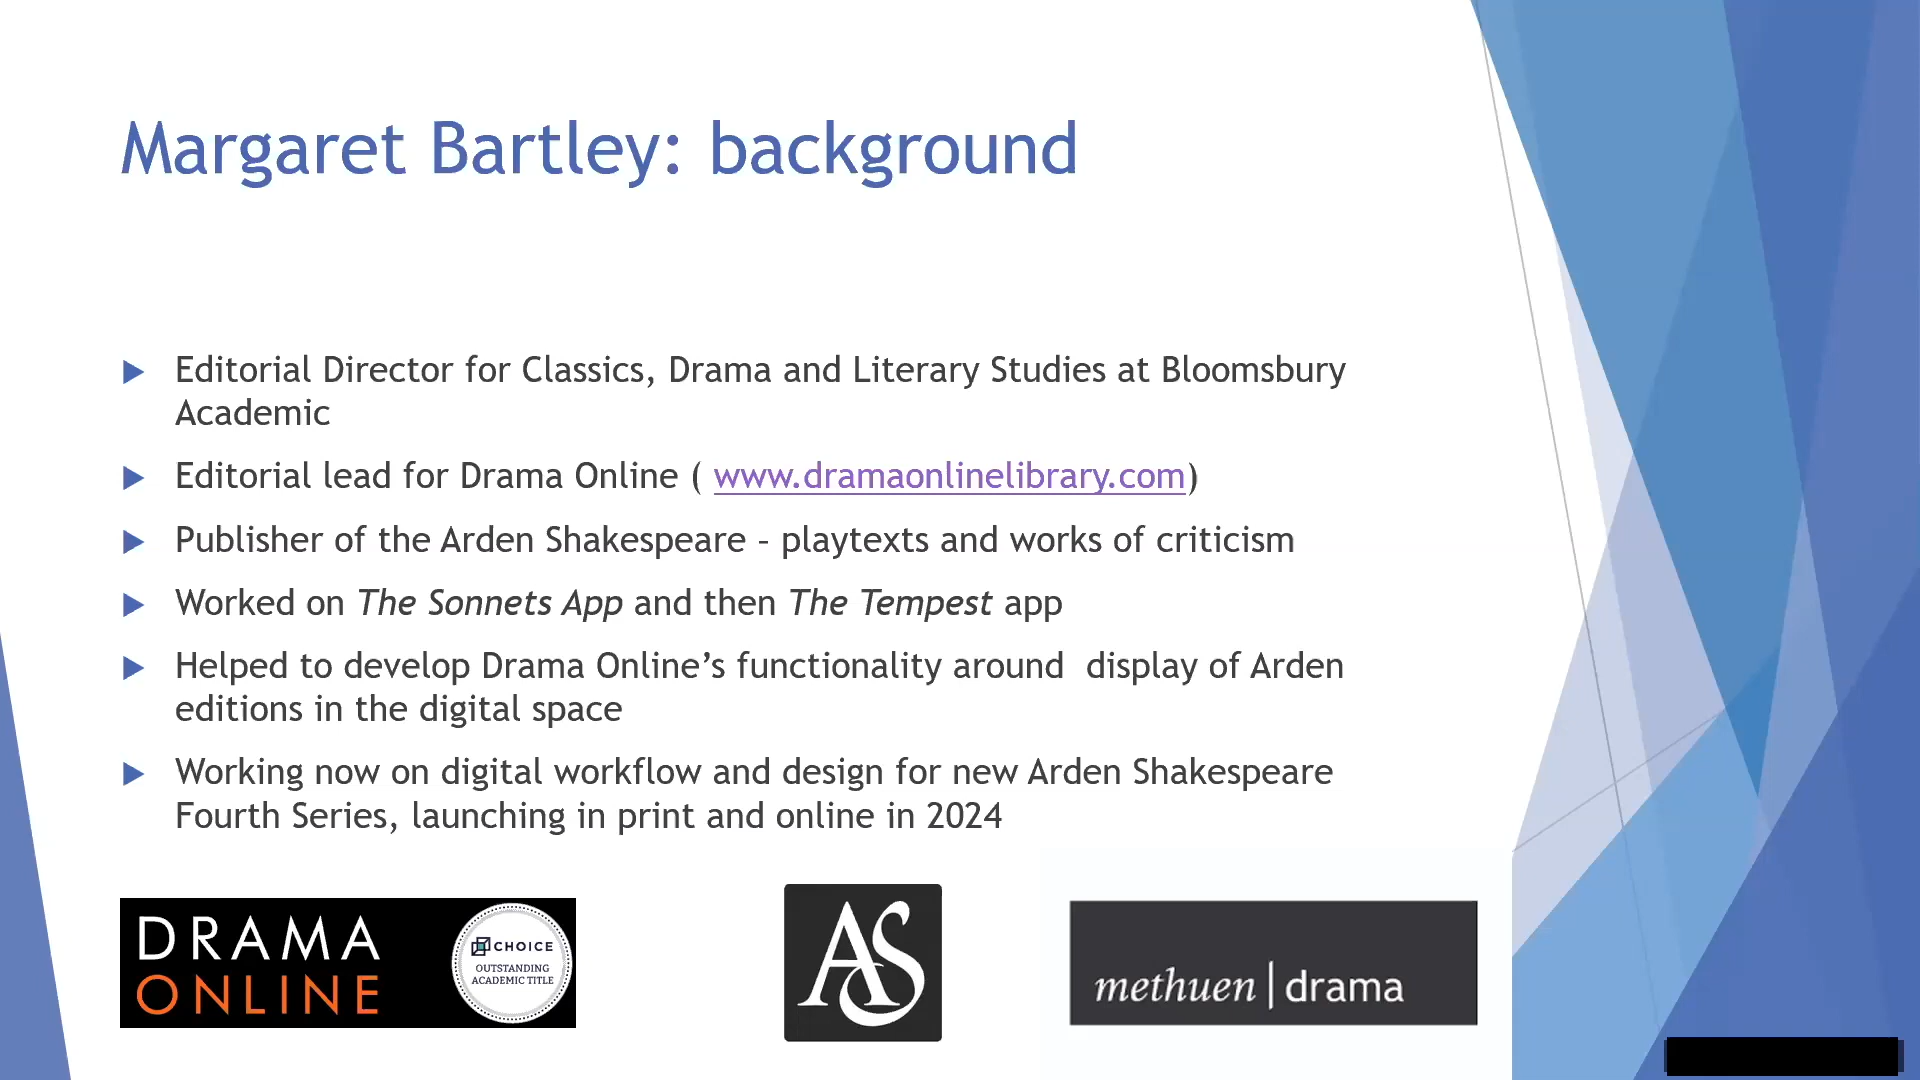 Margaret Bartley: background
Editorial Director for Classics, Drama and Literary Studies at Bloomsbury
Academic
Editorial lead for Drama Online ( www.dramaonlinelibrary.com)
Publisher of the Arden Shakespeare – playtexts and works of criticism
Worked on The Sonnets App and then The Tempest app
Helped to develop Drama Online’s functionality around  display of Arden
editions in the digital space
Working now on digital workflow and design for new Arden Shakespeare
Fourth Series, launching in print and online in 2024
DRAMA
ONLINE
CHOICE
OUTSTANDING
ACADEMIC TITLE
AS
methuen | drama